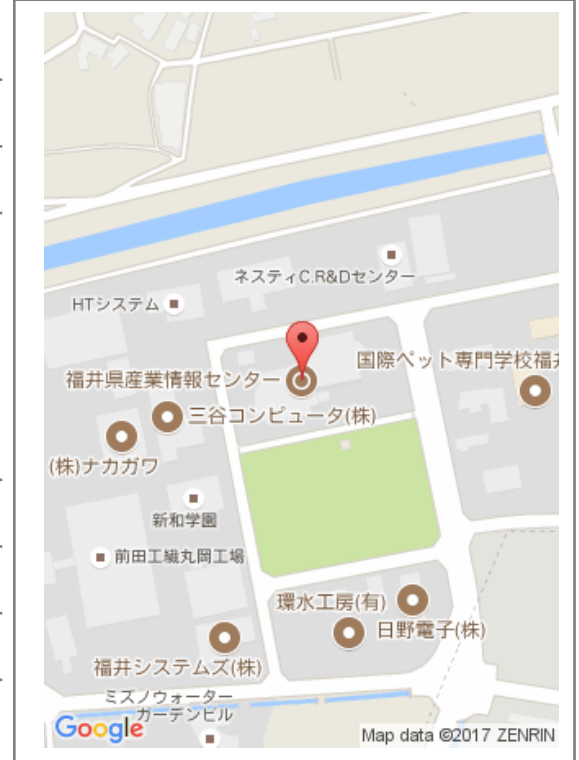 ネスティC.R&Dセンター
HTシステム
国際ペット専門学校福井
福井県産業情報センター
三谷コンピュータ(株)
(株)ナカガワ
新和学園
前田工繊丸岡工場
環水工房(有)
日野電子(株)
福井システムズ(株)
ミズノウォーター
ガーデンビル
Google
Map data ©2017 ZENRIN